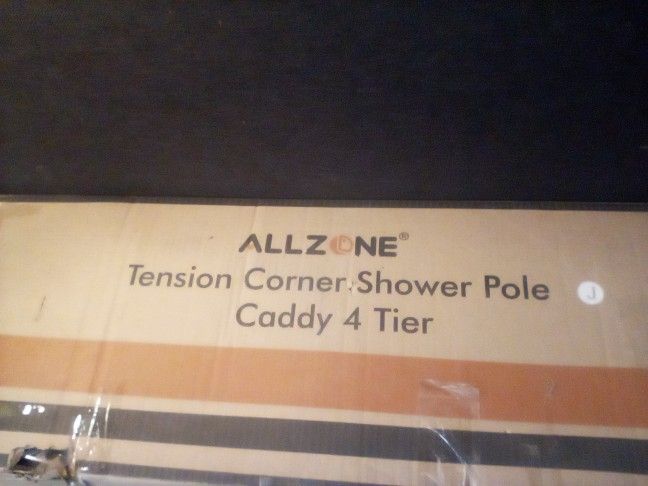 ALLZONE®
Tension Corner Shower Pole
J
Caddy 4 Tier